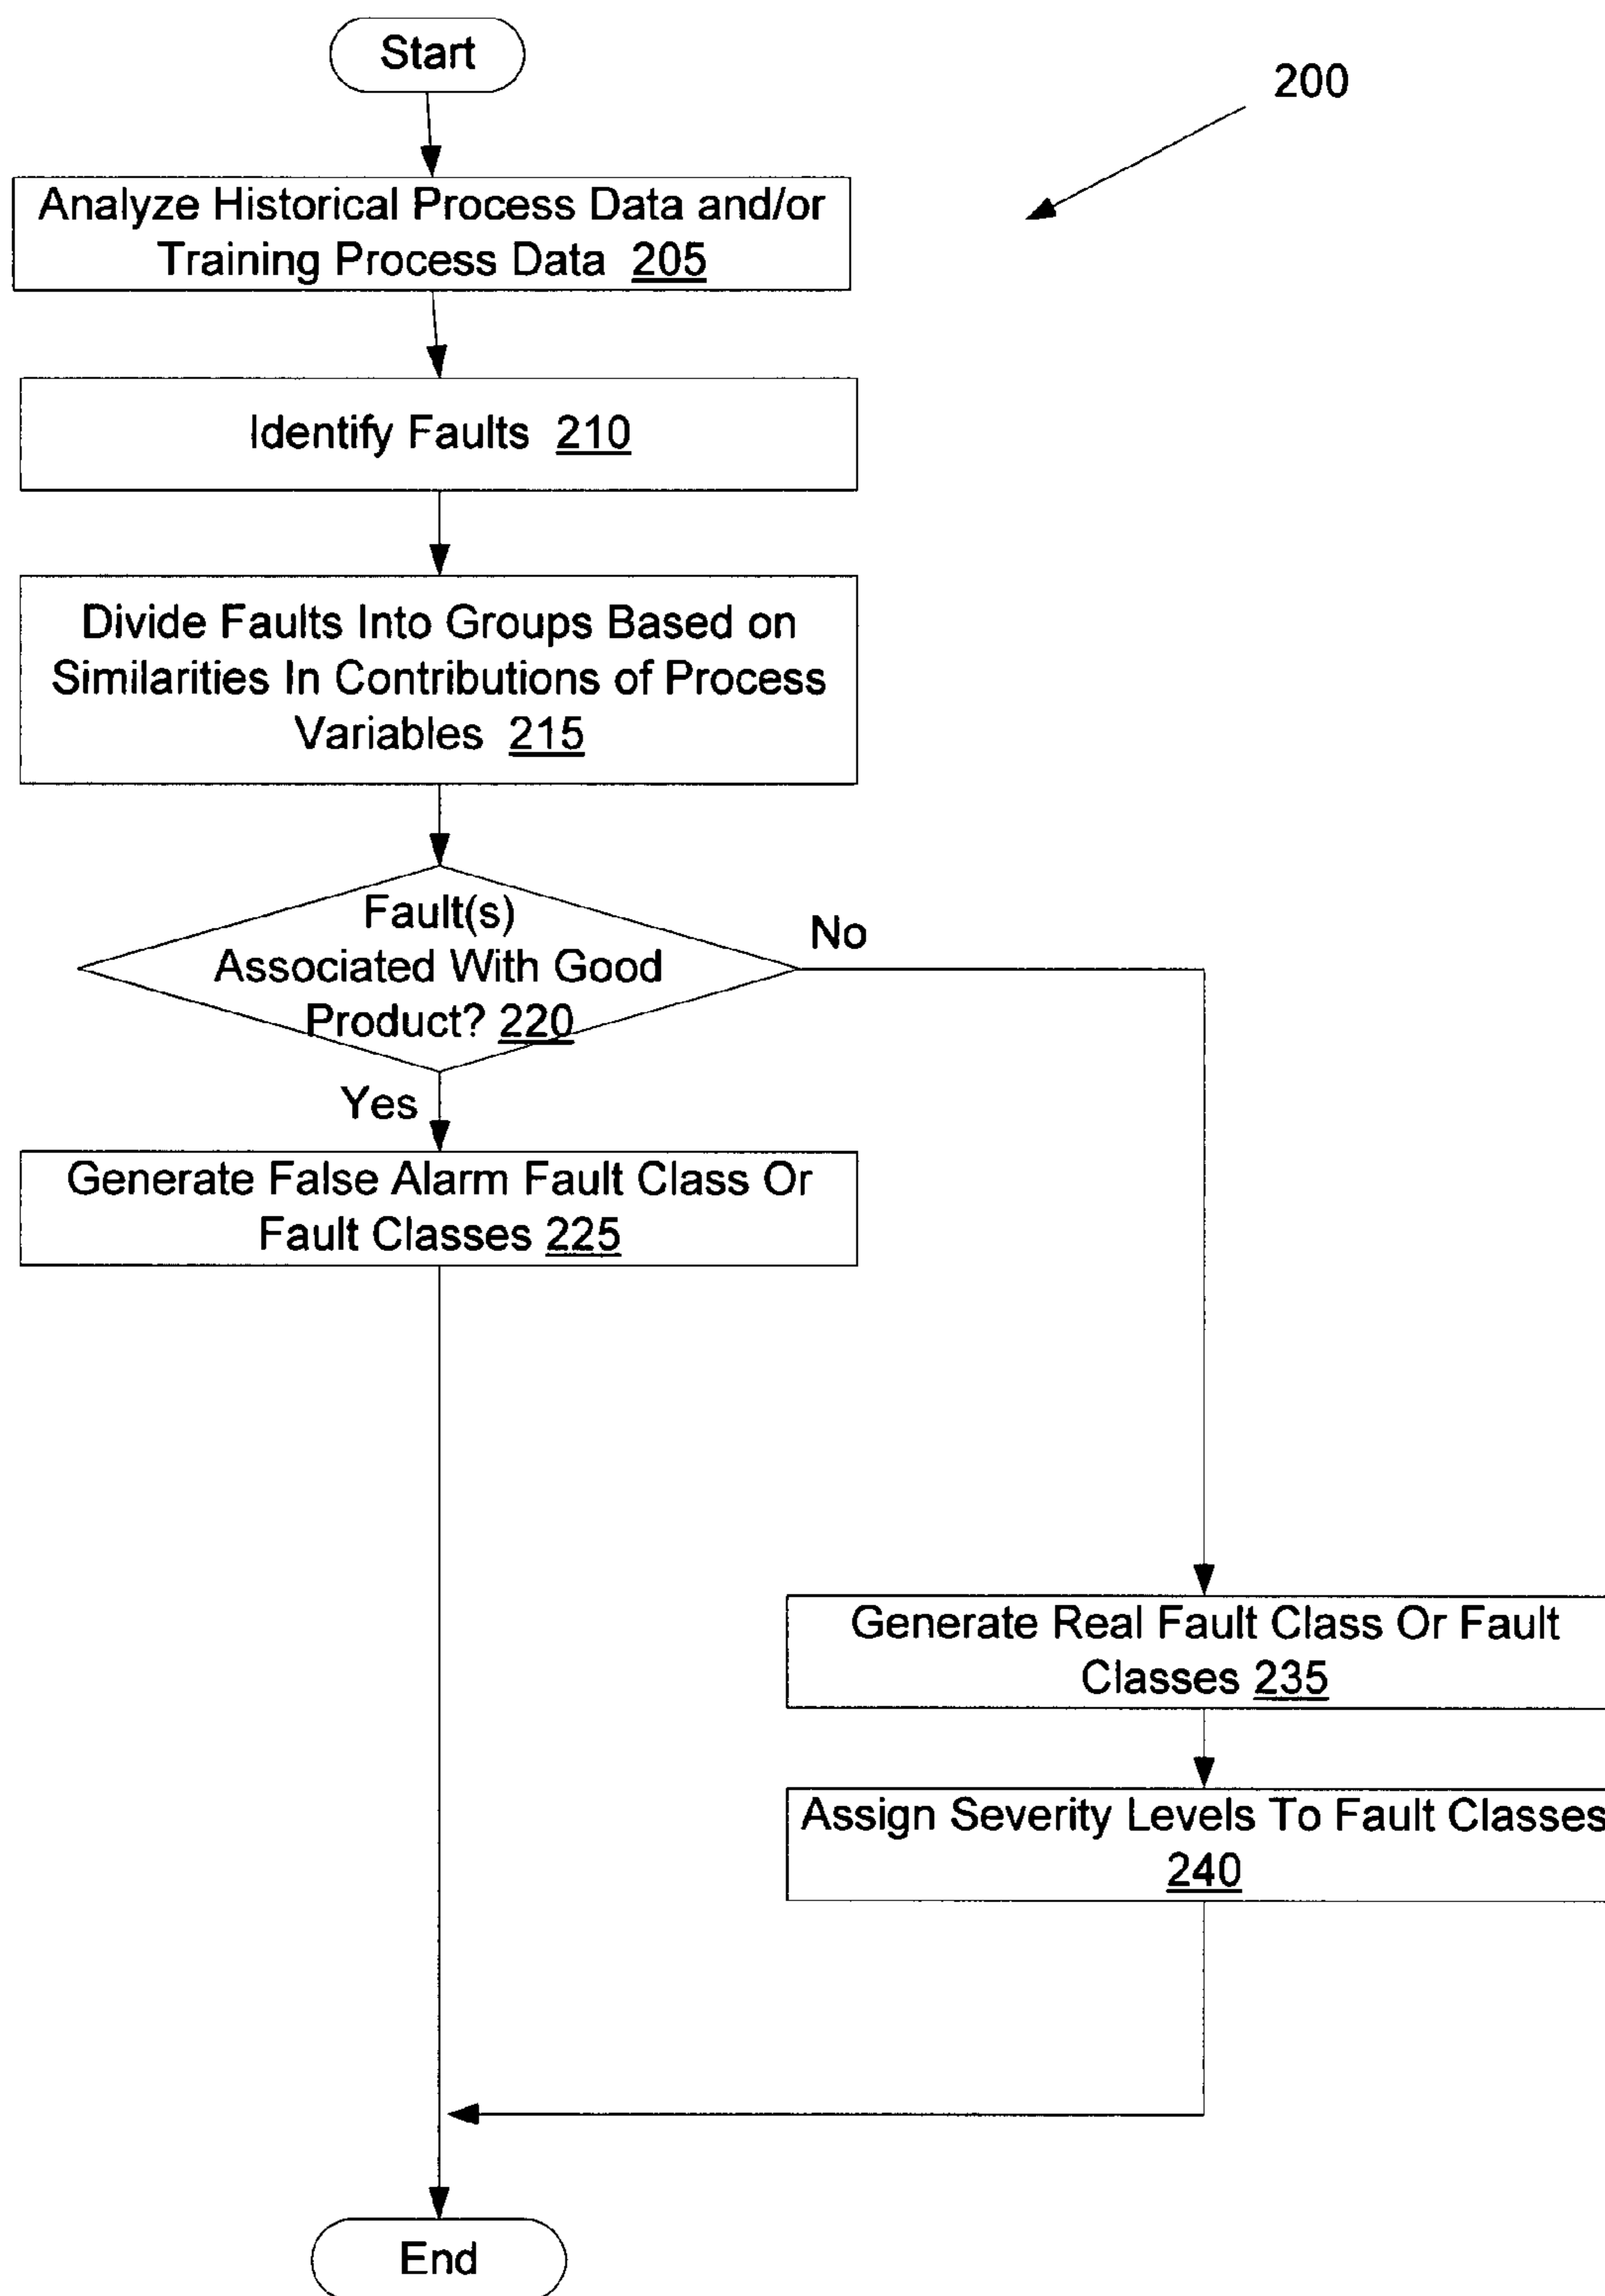 Start
200
Analyze Historical Process Data and/or
Training Process Data 205
Identify Faults 210
Divide Faults Into Groups Based on
Similarities In Contributions of Process
Variables 215
Fault(s)
Associated With Good
Product? 220
No
Yes
Generate False Alarm Fault Class Or
Fault Classes 225
Generate Real Fault Class Or Fault
Classes 235
Assign Severity Levels To Fault Classes
240
End